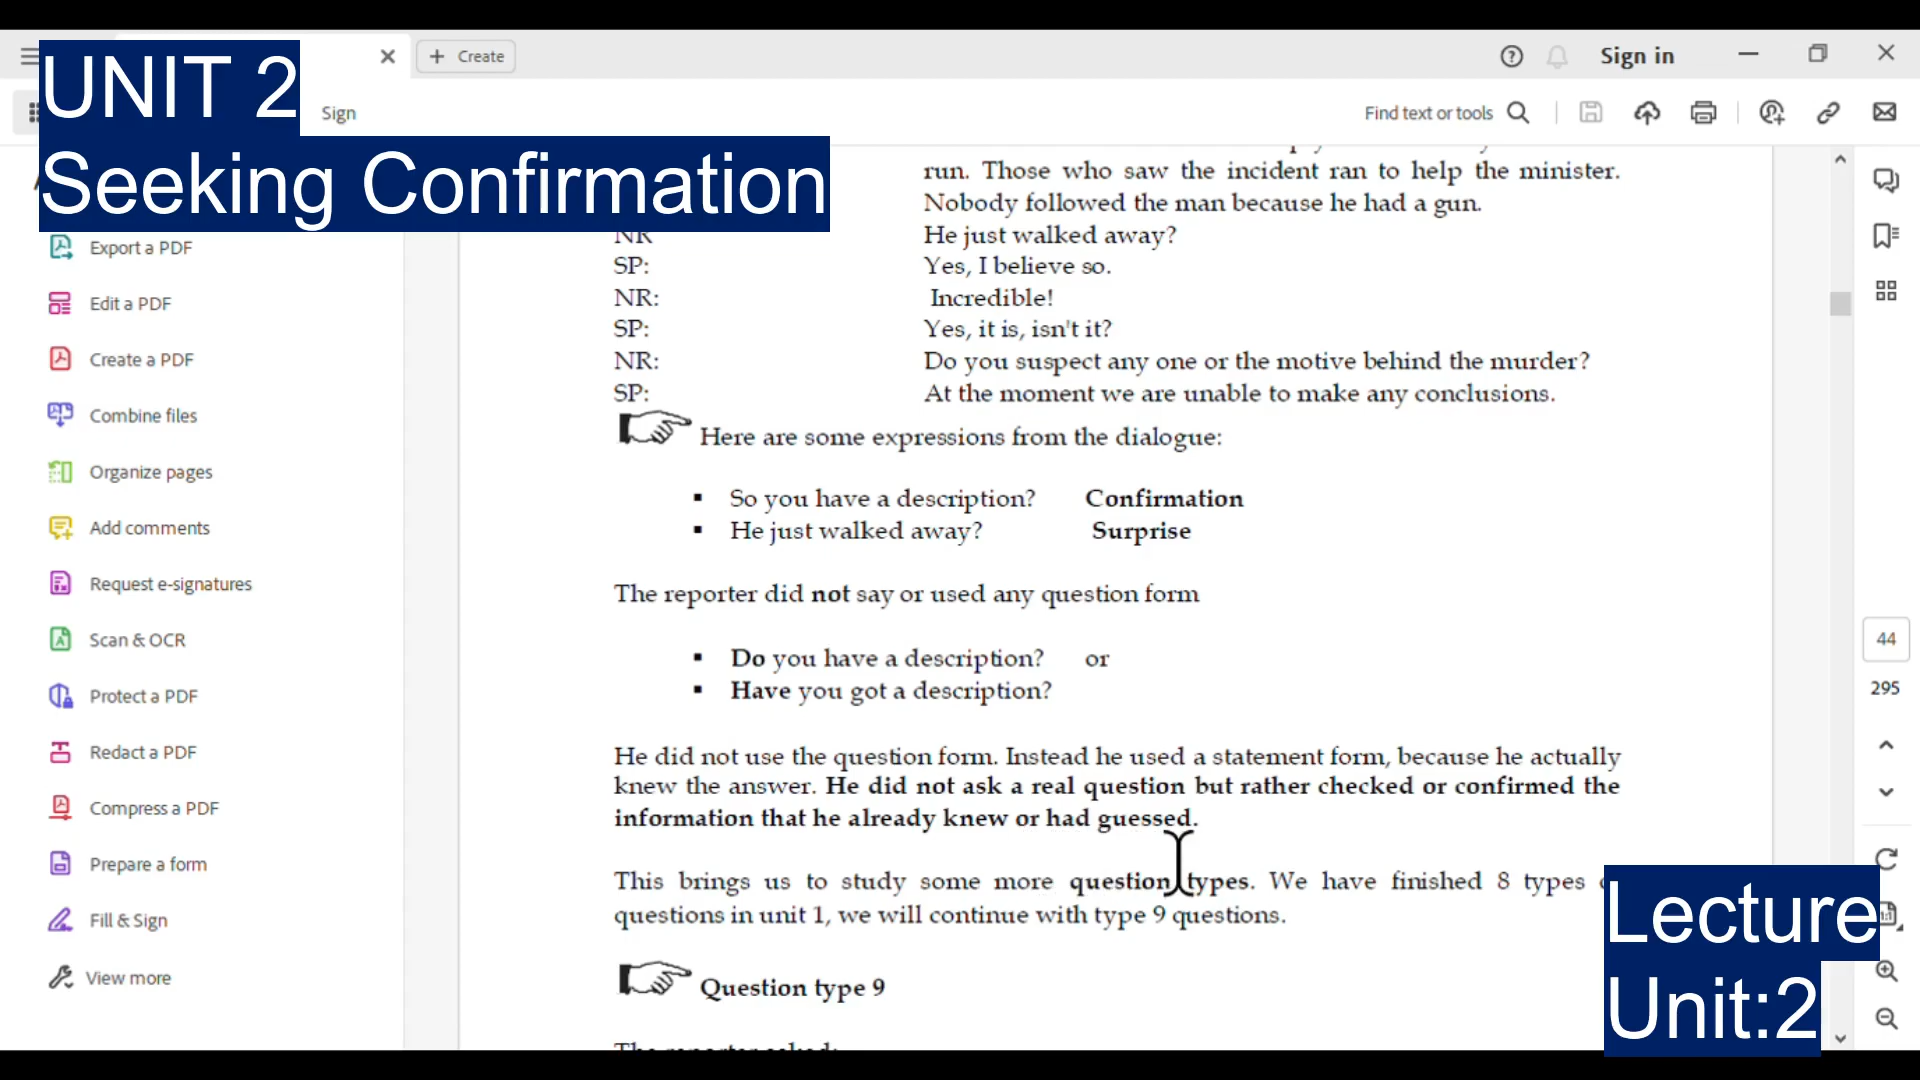 UNIT 2
Seeking Confirmation
Create
Sign in
Sign
Find text or tools
Export a PDF
Edit a PDF
Create a PDF
Combine files
Organize pages
Add comments
Request e-signatures
Scan & OCR
Protect a PDF
Redact a PDF
Compress a PDF
Prepare a form
Fill & Sign
View more
run. Those who saw the incident ran to help the minister.
Nobody followed the man because he had a gun.
NR He just walked away?
SP: Yes, I believe so.
NR: Incredible!
SP: Yes, it is, isn't it?
NR: Do you suspect any one or the motive behind the murder?
SP: At the moment we are unable to make any conclusions.
Here are some expressions from the dialogue:
▪ So you have a description? Confirmation
▪ He just walked away? Surprise
The reporter did not say or used any question form
▪ Do you have a description? or
▪ Have you got a description?
He did not use the question form. Instead he used a statement form, because he actually
knew the answer. He did not ask a real question but rather checked or confirmed the
information that he already knew or had guessed.
This brings us to study some more question types. We have finished 8 types
questions in unit 1, we will continue with type 9 questions.
Question type 9
The reporter asked:
44
295
Lecture
Unit:2